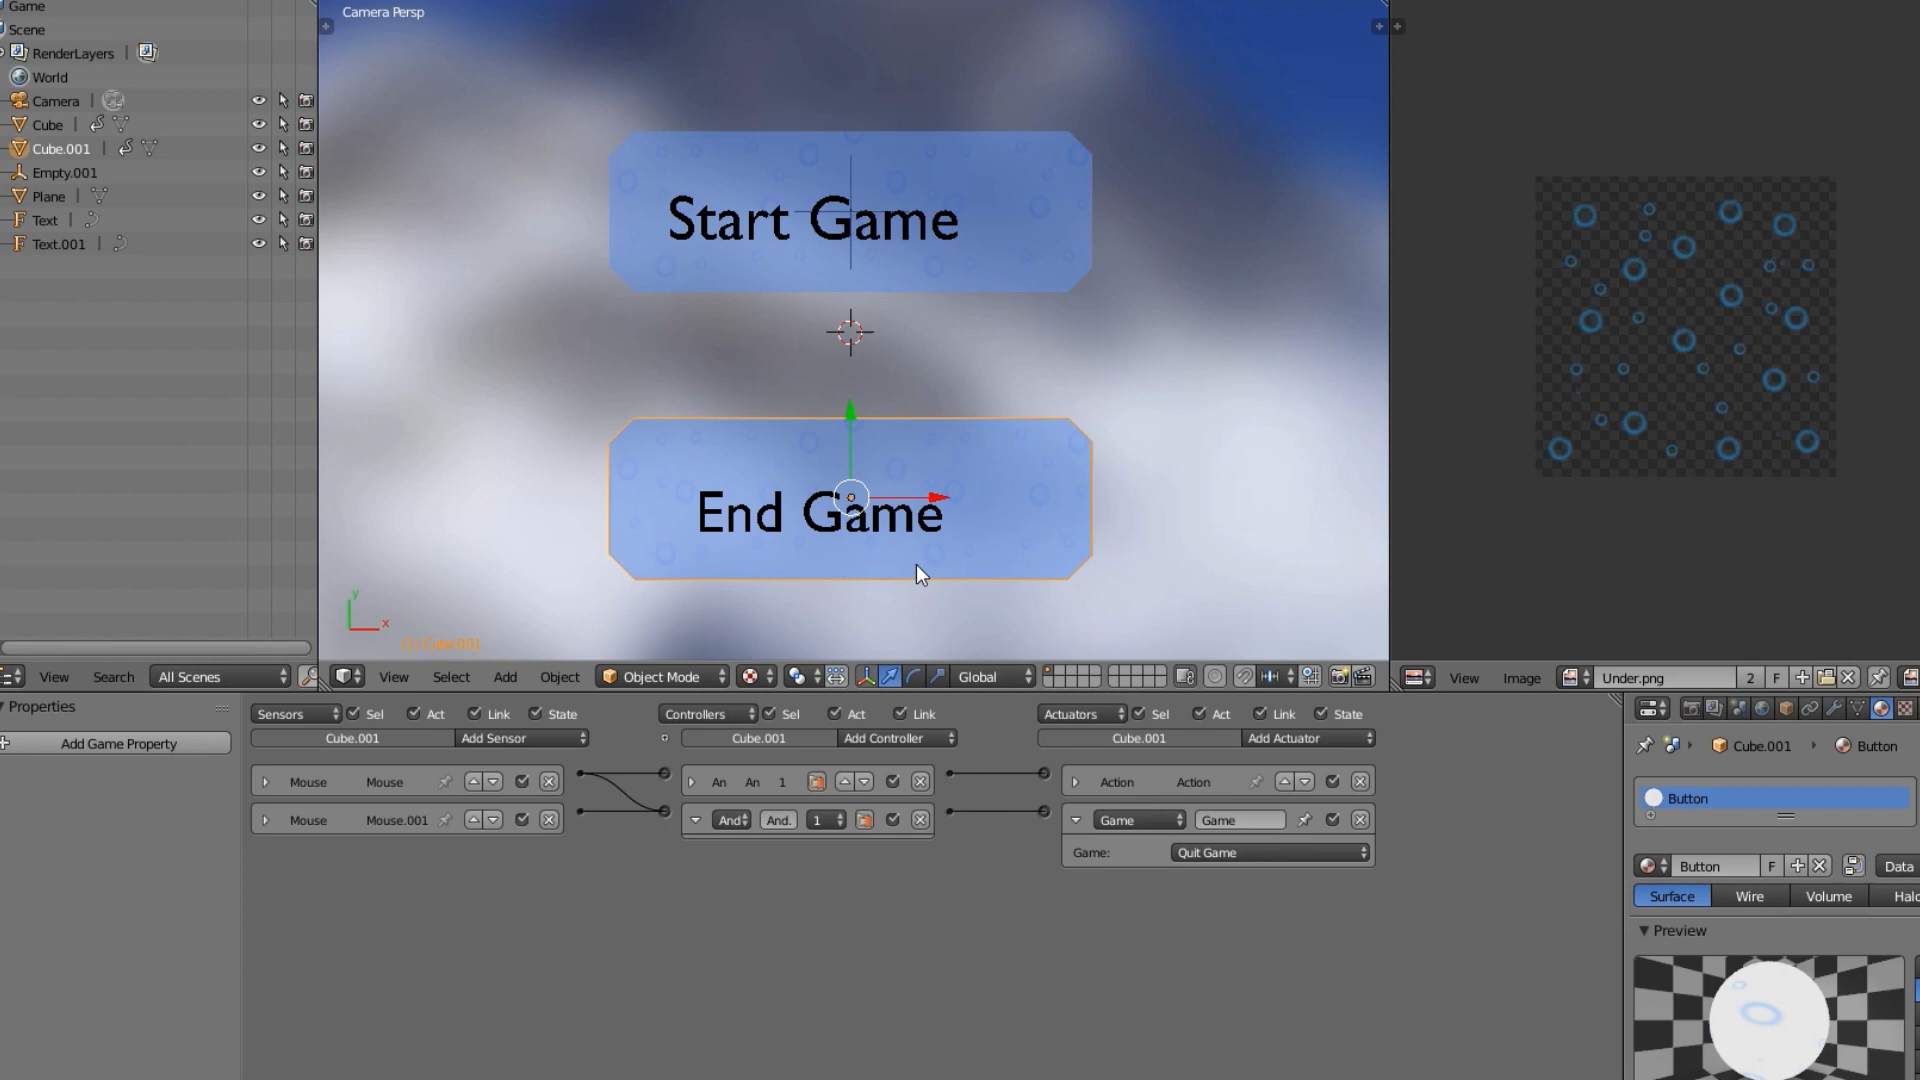 Game
Scene
RenderLayers
World
Camera
Cube
Cube.001
Empty.001
Plane
Text
Text.001
View Search All Scenes
Camera Persp
Start Game
End Game
y
x
(1) Cube.001
View Select Add Object Object Mode Global
View Image Under.png 2 F
Properties
Add Game Property
Sensors Sel Act Link State
Cube.001 Add Sensor
Mouse Mouse
Mouse Mouse.001
Controllers Sel Act Link
Cube.001 Add Controller
An An 1
And And. 1
Actuators Sel Act Link State
Cube.001 Add Actuator
Action Action
Game Game
Game: Quit Game
Cube.001 Button
Button
Button F Data
Surface Wire Volume Halo
Preview